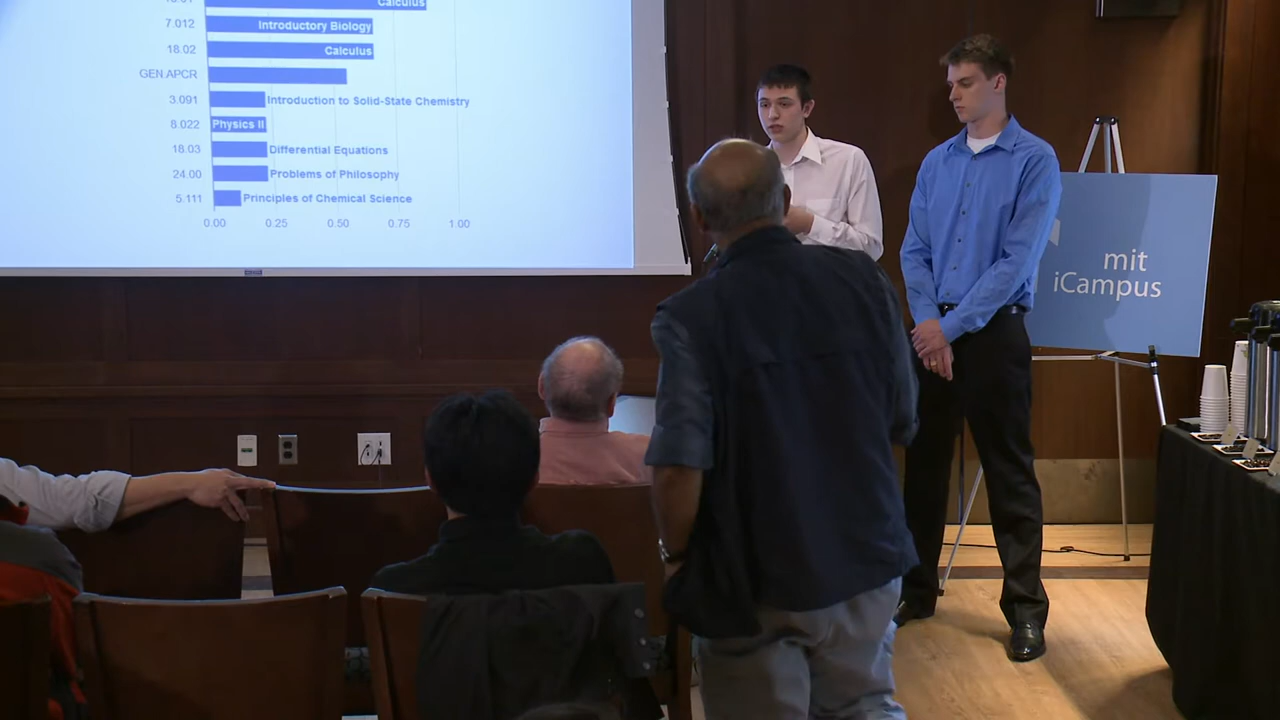 Calculus
7.012 Introductory Biology
18.02 Calculus
GEN.APCR
3.091 Introduction to Solid-State Chemistry
8.022 Physics II
18.03 Differential Equations
24.00 Problems of Philosophy
5.111 Principles of Chemical Science
0.00 0.25 0.50 0.75 1.00
mit
iCampus